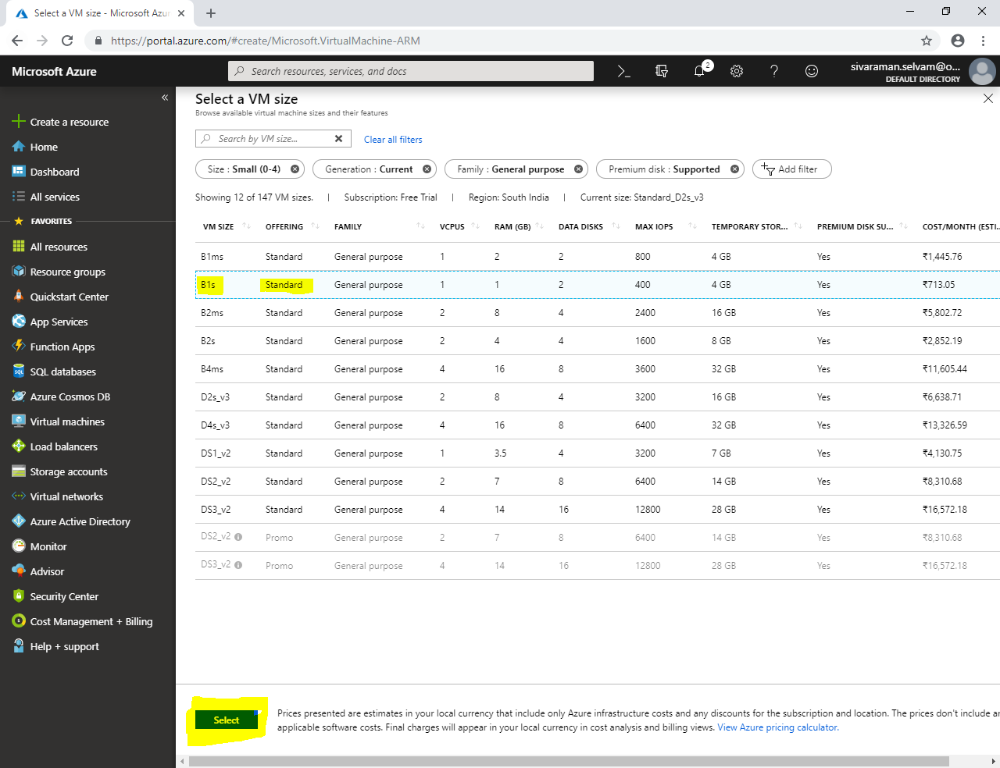 Select a VM size - Microsoft Azur
https://portal.azure.com/#create/Microsoft.VirtualMachine-ARM
Microsoft Azure
Search resources, services, and docs
2
sivaraman.selvam@o...
DEFAULT DIRECTORY
Create a resource
Home
Dashboard
All services
FAVORITES
All resources
Resource groups
Quickstart Center
App Services
Function Apps
SQL databases
Azure Cosmos DB
Virtual machines
Load balancers
Storage accounts
Virtual networks
Azure Active Directory
Monitor
Advisor
Security Center
Cost Management + Billing
Help + support
Select a VM size
Browse available virtual machine sizes and their features
Search by VM size...
Clear all filters
Size : Small (0-4) Generation : Current Family : General purpose Premium disk : Supported Add filter
Showing 12 of 147 VM sizes. | Subscription: Free Trial | Region: South India | Current size: Standard_D2s_v3
VM SIZE OFFERING FAMILY VCPUS RAM (GB) DATA DISKS MAX IOPS TEMPORARY STOR... PREMIUM DISK SU... COST/MONTH (ESTI...
B1ms Standard General purpose 1 2 2 800 4 GB Yes ₹1,445.76
B1s Standard General purpose 1 1 2 400 4 GB Yes ₹713.05
B2ms Standard General purpose 2 8 4 2400 16 GB Yes ₹5,802.72
B2s Standard General purpose 2 4 4 1600 8 GB Yes ₹2,852.19
B4ms Standard General purpose 4 16 8 3600 32 GB Yes ₹11,605.44
D2s_v3 Standard General purpose 2 8 4 3200 16 GB Yes ₹6,638.71
D4s_v3 Standard General purpose 4 16 8 6400 32 GB Yes ₹13,326.59
DS1_v2 Standard General purpose 1 3.5 4 3200 7 GB Yes ₹4,130.75
DS2_v2 Standard General purpose 2 7 8 6400 14 GB Yes ₹8,310.68
DS3_v2 Standard General purpose 4 14 16 12800 28 GB Yes ₹16,572.18
DS2_v2 Promo General purpose 2 7 8 6400 14 GB Yes ₹8,310.68
DS3_v2 Promo General purpose 4 14 16 12800 28 GB Yes ₹16,572.18
Select
Prices presented are estimates in your local currency that include only Azure infrastructure costs and any discounts for the subscription and location. The prices don't include ar
applicable software costs. Final charges will appear in your local currency in cost analysis and billing views. View Azure pricing calculator.